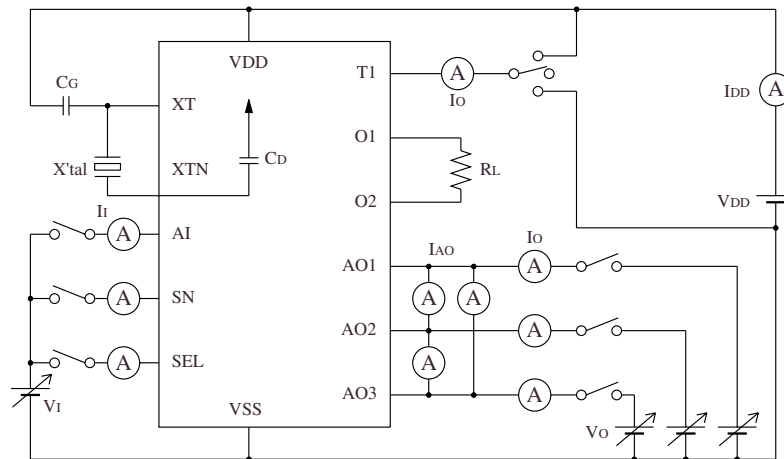 VDD
T1
A
IO
IDD
A
CG
XT
O1
X'tal
XTN
CD
RL
O2
VDD
II
A
AI
AO1
IAO
IO
A
A
A
A
SN
AO2
A
A
A
SEL
AO3
A
VI
VSS
VO